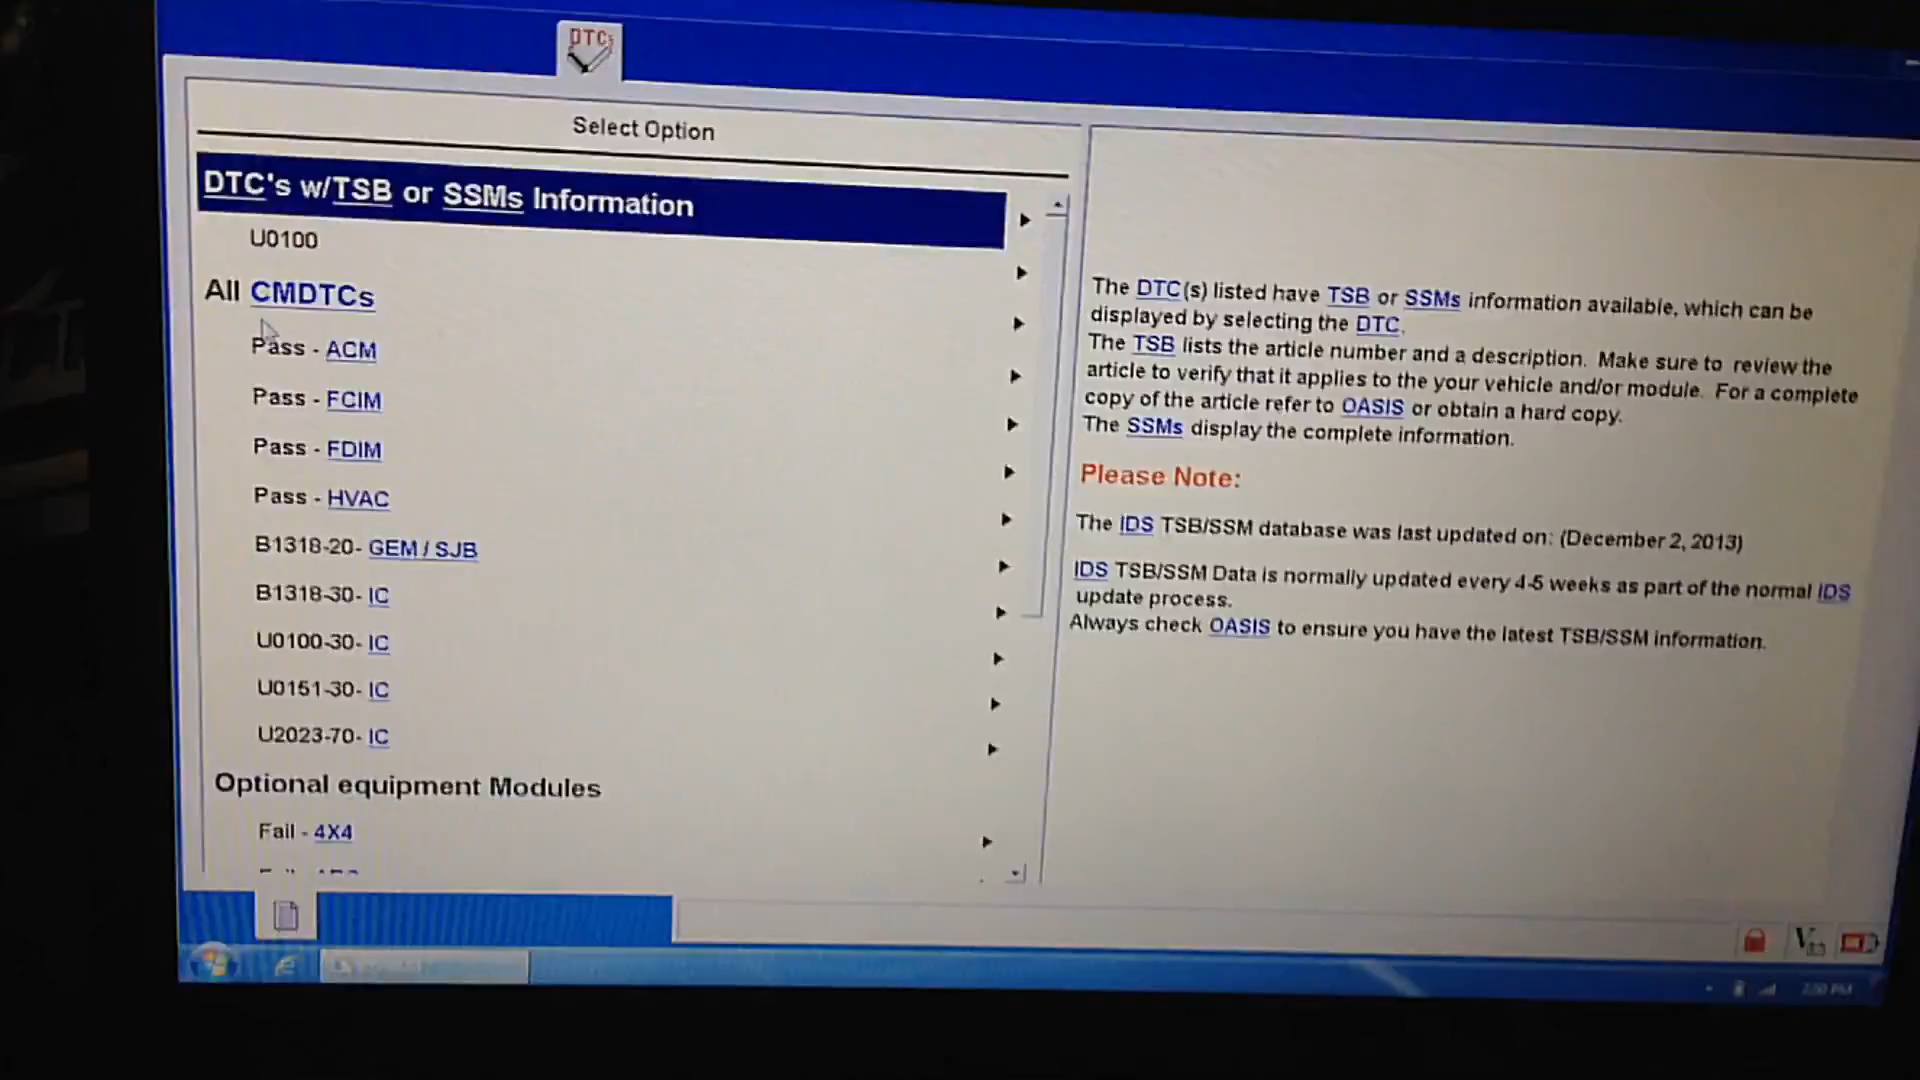 DTCs
Select Option
DTC's w/TSB or SSMs Information
U0100
All CMDTCs
Pass - ACM
Pass - FCIM
Pass - FDIM
Pass - HVAC
B1318-20- GEM / SJB
B1318-30- IC
U0100-30- IC
U0151-30- IC
U2023-70- IC
Optional equipment Modules
Fail - 4X4
The DTC(s) listed have TSB or SSMs information available, which can be
displayed by selecting the DTC.
The TSB lists the article number and a description. Make sure to review the
article to verify that it applies to the your vehicle and/or module. For a complete
copy of the article refer to OASIS or obtain a hard copy.
The SSMs display the complete information.
Please Note:
The IDS TSB/SSM database was last updated on: (December 2, 2013)
IDS TSB/SSM Data is normally updated every 4-5 weeks as part of the normal IDS
update process.
Always check OASIS to ensure you have the latest TSB/SSM information.